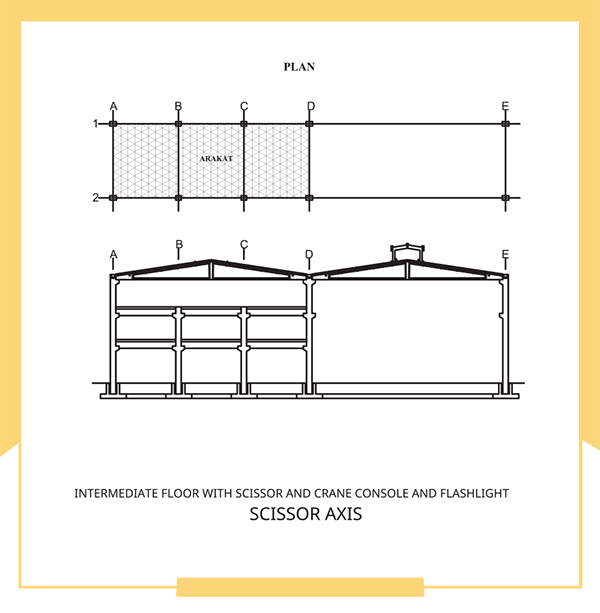 PLAN
A B C D E
1
ARAKAT
2
A B C D E
INTERMEDIATE FLOOR WITH SCISSOR AND CRANE CONSOLE AND FLASHLIGHT
SCISSOR AXIS